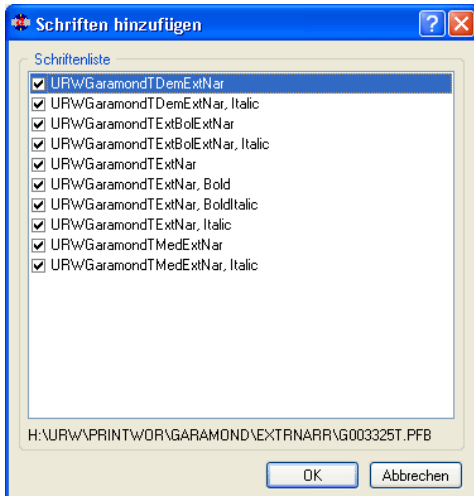 Schriften hinzufügen
Schriftenliste
URWGaramondTDemExtNar
URWGaramondTDemExtNar, Italic
URWGaramondTExtBolExtNar
URWGaramondTExtBolExtNar, Italic
URWGaramondTExtNar
URWGaramondTExtNar, Bold
URWGaramondTExtNar, BoldItalic
URWGaramondTExtNar, Italic
URWGaramondTMedExtNar
URWGaramondTMedExtNar, Italic
H:\URW\PRINTWOR\GARAMOND\EXTRNARR\G003325T.PFB
OK Abbrechen